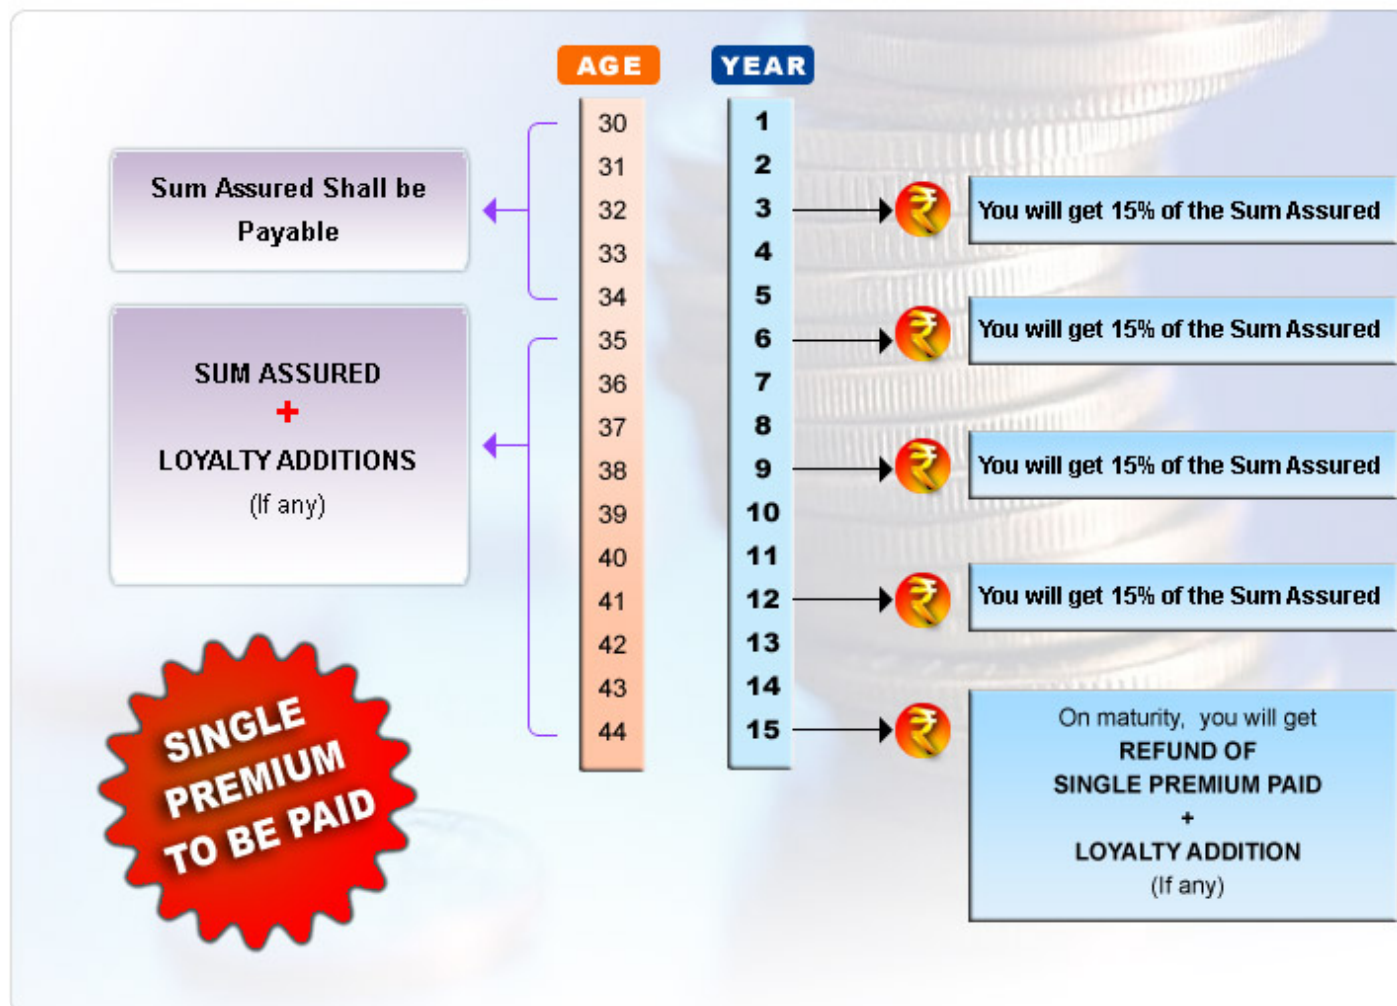 AGE
YEAR
Sum Assured Shall be
Payable
SUM ASSURED
+
LOYALTY ADDITIONS
(If any)
SINGLE
PREMIUM
TO BE PAID
30
31
32
33
34
35
36
37
38
39
40
41
42
43
44
1
2
3
4
5
6
7
8
9
10
11
12
13
14
15
₹
You will get 15% of the Sum Assured
₹
You will get 15% of the Sum Assured
₹
You will get 15% of the Sum Assured
₹
You will get 15% of the Sum Assured
₹
On maturity, you will get
REFUND OF
SINGLE PREMIUM PAID
+
LOYALTY ADDITION
(If any)